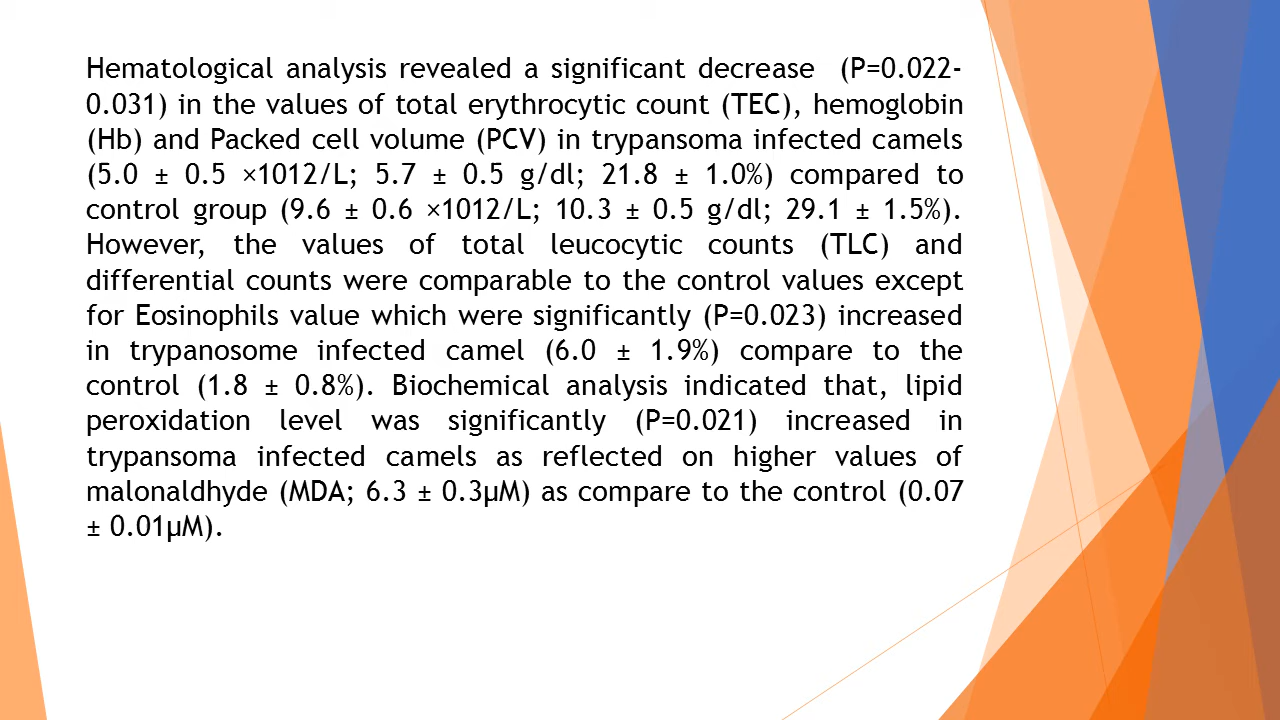 Hematological analysis revealed a significant decrease (P=0.022-
0.031) in the values of total erythrocytic count (TEC), hemoglobin
(Hb) and Packed cell volume (PCV) in trypansoma infected camels
(5.0 ± 0.5 ×1012/L; 5.7 ± 0.5 g/dl; 21.8 ± 1.0%) compared to
control group (9.6 ± 0.6 ×1012/L; 10.3 ± 0.5 g/dl; 29.1 ± 1.5%).
However, the values of total leucocytic counts (TLC) and
differential counts were comparable to the control values except
for Eosinophils value which were significantly (P=0.023) increased
in trypanosome infected camel (6.0 ± 1.9%) compare to the
control (1.8 ± 0.8%). Biochemical analysis indicated that, lipid
peroxidation level was significantly (P=0.021) increased in
trypansoma infected camels as reflected on higher values of
malonaldhyde (MDA; 6.3 ± 0.3µM) as compare to the control (0.07
± 0.01µM).